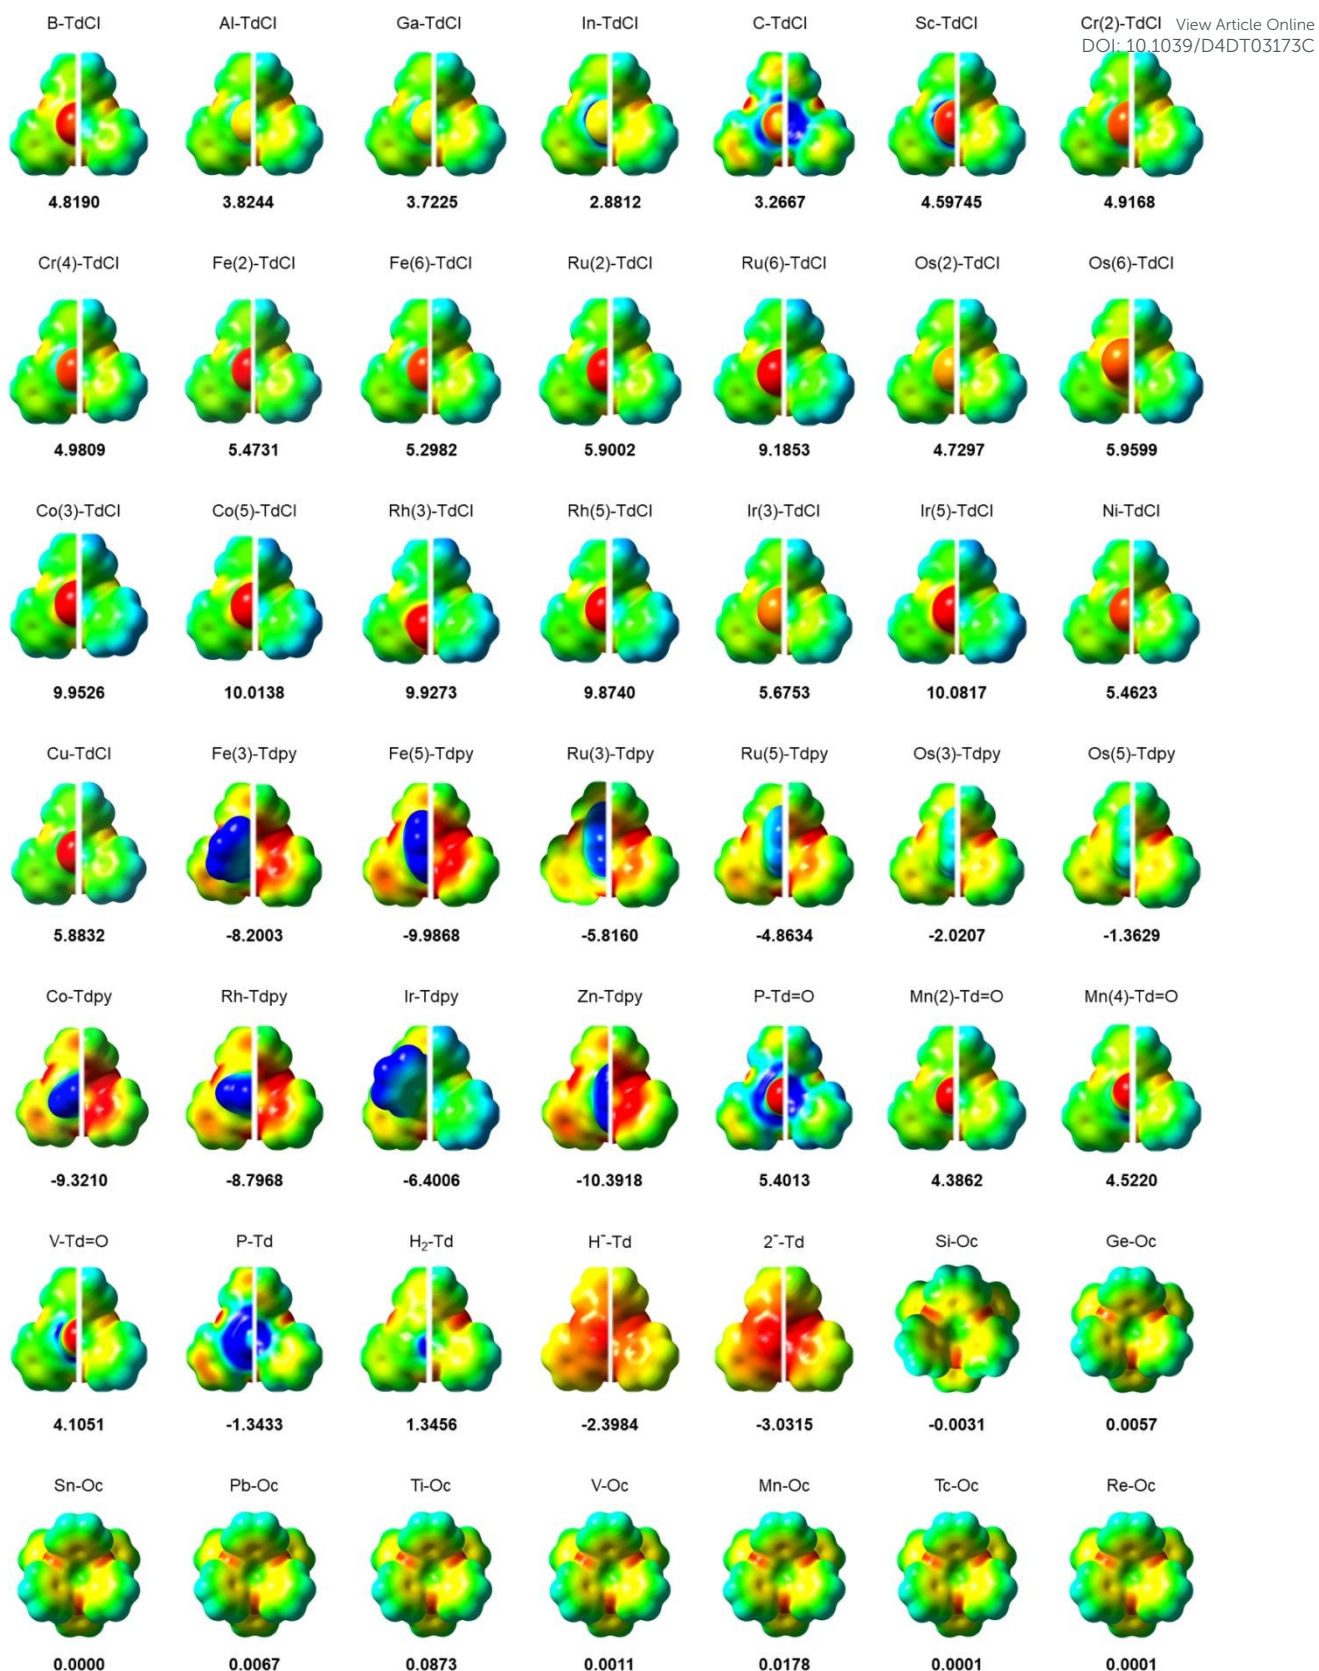 B-TdCl Al-TdCl Ga-TdCl In-TdCl C-TdCl Sc-TdCl Cr(2)-TdCl View Article Online
DOI: 10.1039/D4DT03173C
4.8190 3.8244 3.7225 2.8812 3.2667 4.59745 4.9168
Cr(4)-TdCl Fe(2)-TdCl Fe(6)-TdCl Ru(2)-TdCl Ru(6)-TdCl Os(2)-TdCl Os(6)-TdCl
4.9809 5.4731 5.2982 5.9002 9.1853 4.7297 5.9599
Co(3)-TdCl Co(5)-TdCl Rh(3)-TdCl Rh(5)-TdCl Ir(3)-TdCl Ir(5)-TdCl Ni-TdCl
9.9526 10.0138 9.9273 9.8740 5.6753 10.0817 5.4623
Cu-TdCl Fe(3)-Tdpy Fe(5)-Tdpy Ru(3)-Tdpy Ru(5)-Tdpy Os(3)-Tdpy Os(5)-Tdpy
5.8832 -8.2003 -9.9868 -5.8160 -4.8634 -2.0207 -1.3629
Co-Tdpy Rh-Tdpy Ir-Tdpy Zn-Tdpy P-Td=O Mn(2)-Td=O Mn(4)-Td=O
-9.3210 -8.7968 -6.4006 -10.3918 5.4013 4.3862 4.5220
V-Td=O P-Td H₂-Td H⁻-Td 2⁻-Td Si-Oc Ge-Oc
4.1051 -1.3433 1.3456 -2.3984 -3.0315 -0.0031 0.0057
Sn-Oc Pb-Oc Ti-Oc V-Oc Mn-Oc Tc-Oc Re-Oc
0.0000 0.0067 0.0873 0.0011 0.0178 0.0001 0.0001